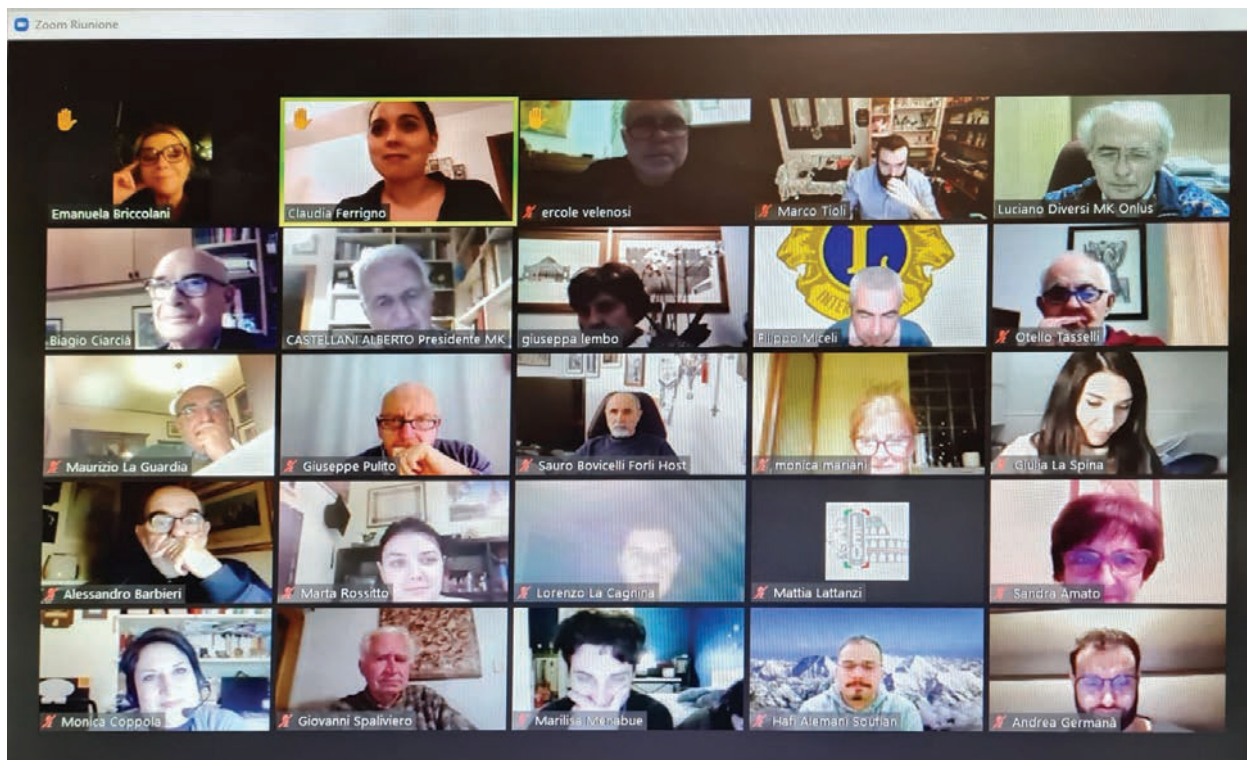 Zoom Riunione
Emanuela Briccolani
Claudia Ferrigno
ercole velenosi
Marco Tioli
Luciano Diversi MK Onlus
Biagio Ciarcià
CASTELLANI ALBERTO Presidente MK
giuseppa lembo
Filippo Miceli
L
INTER
Otello Tasselli
Maurizio La Guardia
Giuseppe Pulito
Sauro Bovicelli Forlì Host
monica mariani
Giulia La Spina
Alessandro Barbieri
Marta Rossitto
Lorenzo La Cagnina
LEO
Mattia Lattanzi
Sandra Amato
Monica Coppola
Giovanni Spaliviero
Marilisa Menabue
Hafi Alemani Soufian
Andrea Germanà